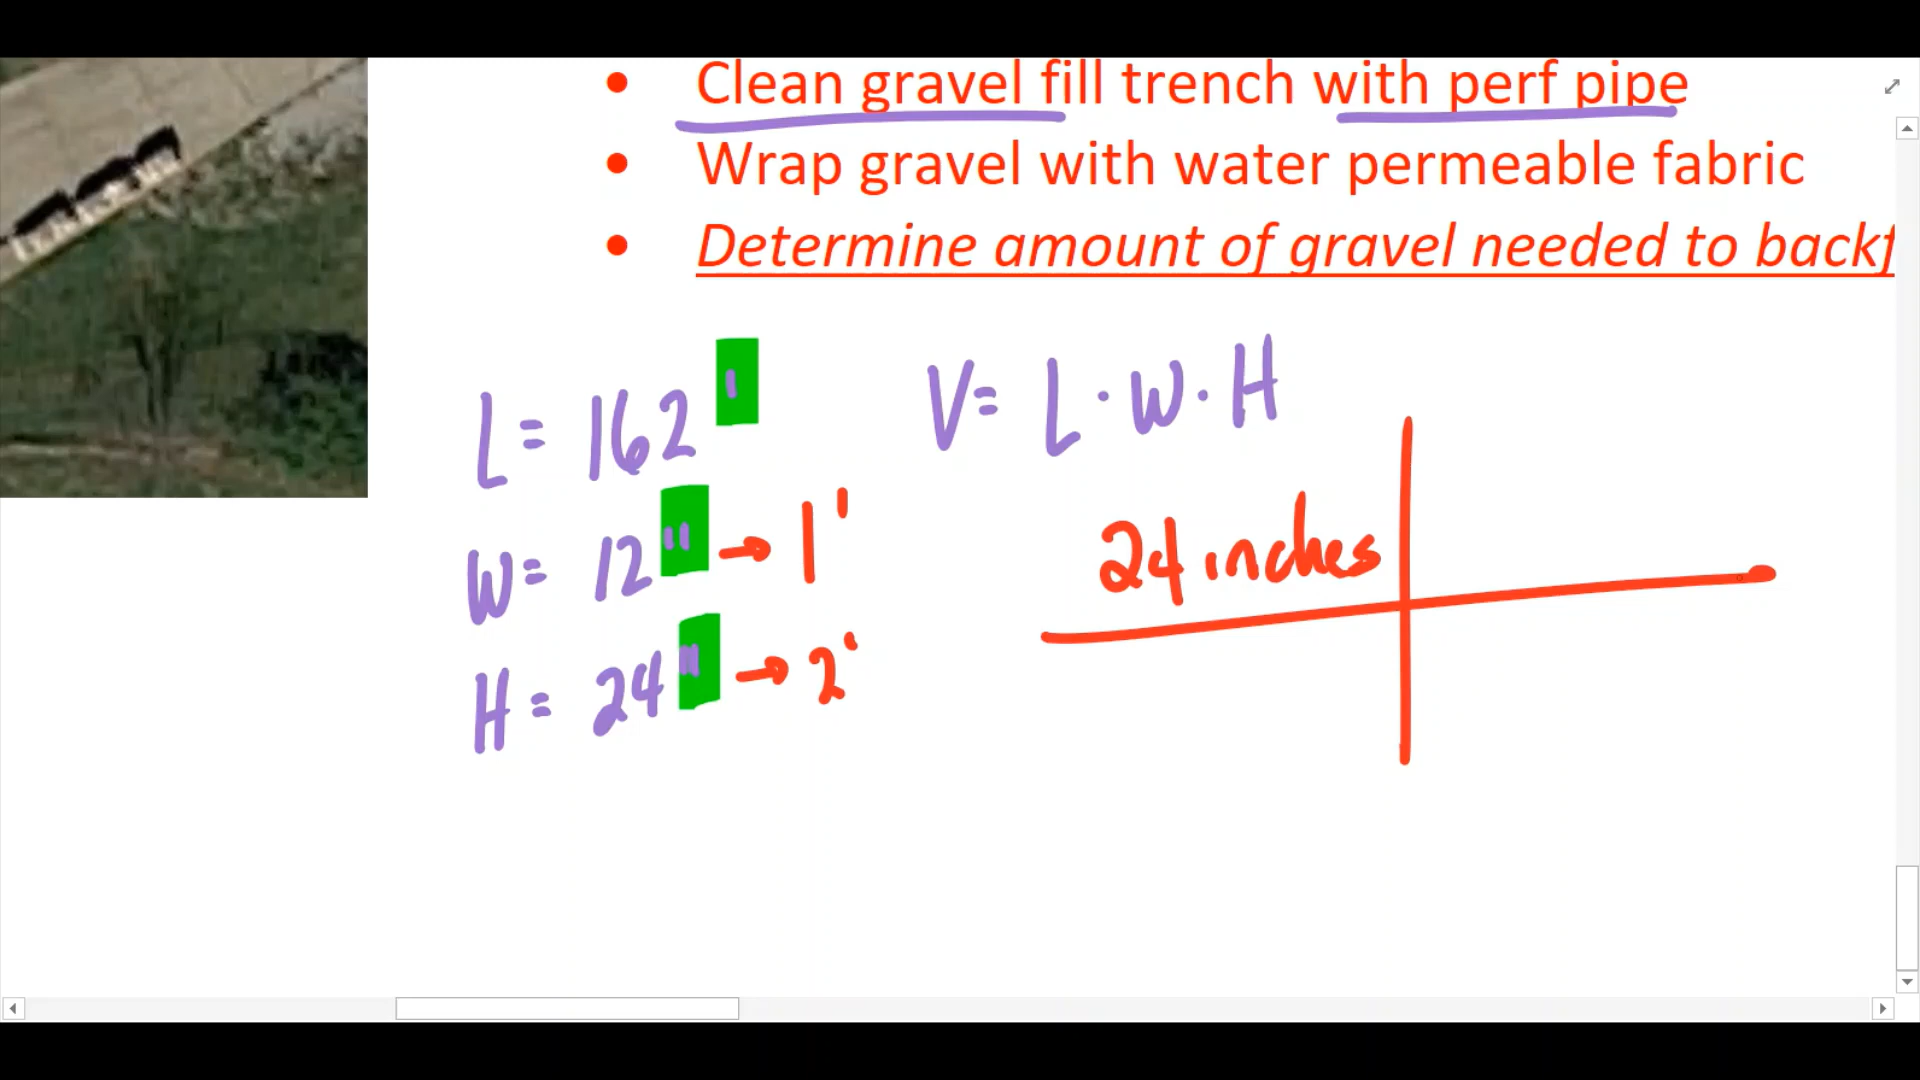 • Clean gravel fill trench with perf pipe
• Wrap gravel with water permeable fabric
• Determine amount of gravel needed to backf
L = 162'
V = L · W · H
W = 12" → 1'
24 inches
H = 24" → 2'